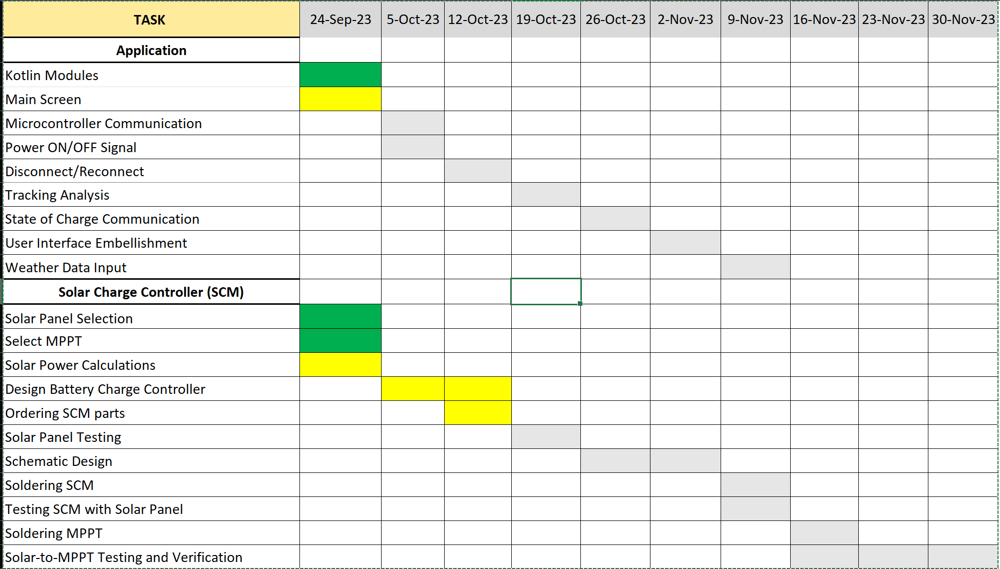 TASK 24-Sep-23 5-Oct-23 12-Oct-23 19-Oct-23 26-Oct-23 2-Nov-23 9-Nov-23 16-Nov-23 23-Nov-23 30-Nov-23
Application
Kotlin Modules
Main Screen
Microcontroller Communication
Power ON/OFF Signal
Disconnect/Reconnect
Tracking Analysis
State of Charge Communication
User Interface Embellishment
Weather Data Input
Solar Charge Controller (SCM)
Solar Panel Selection
Select MPPT
Solar Power Calculations
Design Battery Charge Controller
Ordering SCM parts
Solar Panel Testing
Schematic Design
Soldering SCM
Testing SCM with Solar Panel
Soldering MPPT
Solar-to-MPPT Testing and Verification